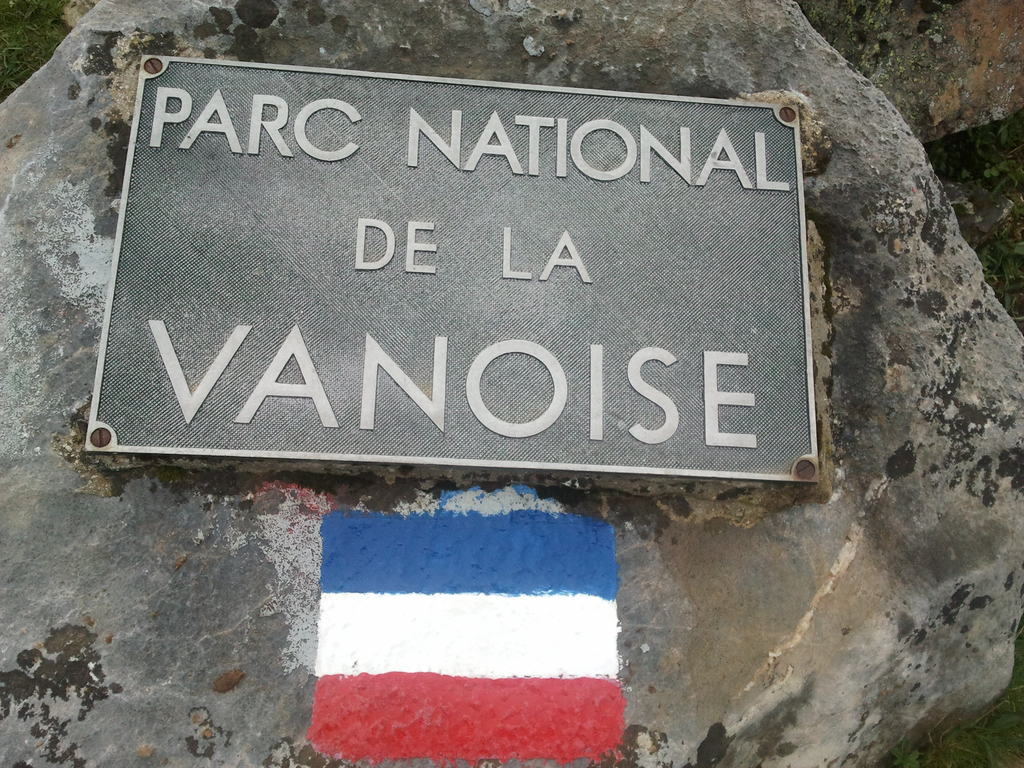 PARC NATIONAL
DE LA
VANOISE